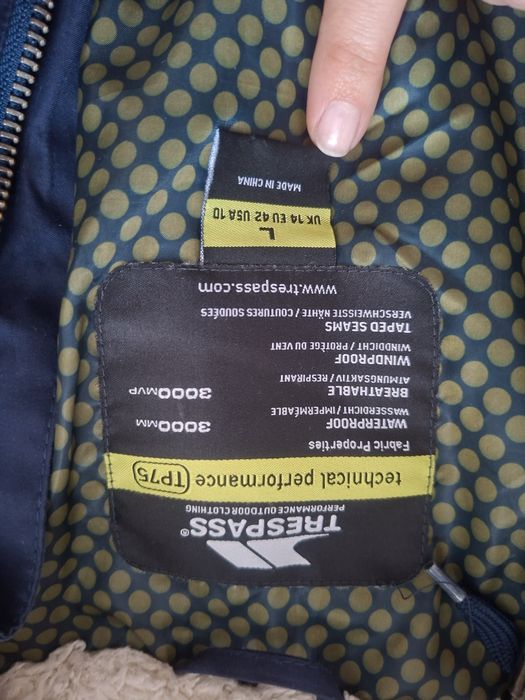 TRESPASS®
PERFORMANCE OUTDOOR CLOTHING
technical performance TP75
Fabric Properties
WATERPROOF 3000MM
WASSERDICHT / IMPERMÉABLE
BREATHABLE 3000MVP
ATMUNGSAKTIV / RESPIRANT
WINDPROOF
WINDDICHT / PROTÈGE DU VENT
TAPED SEAMS
VERSCHWEISSTE NÄHTE / COUTURES SOUDÉES
www.trespass.com
L
UK 14 EU 42 USA 10
MADE IN CHINA